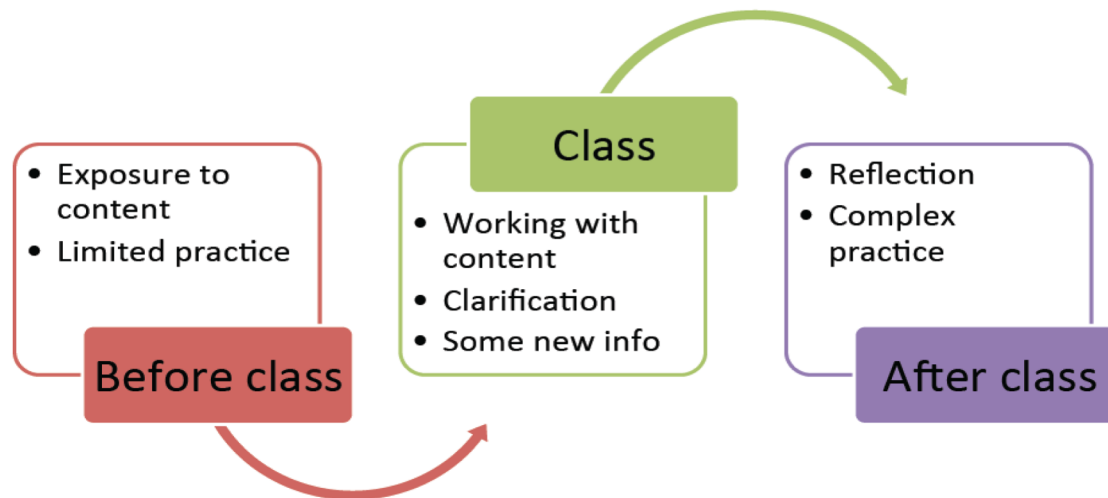 • Exposure to
content
• Limited practice
Before class
Class
• Working with
content
• Clarification
• Some new info
• Reflection
• Complex
practice
After class